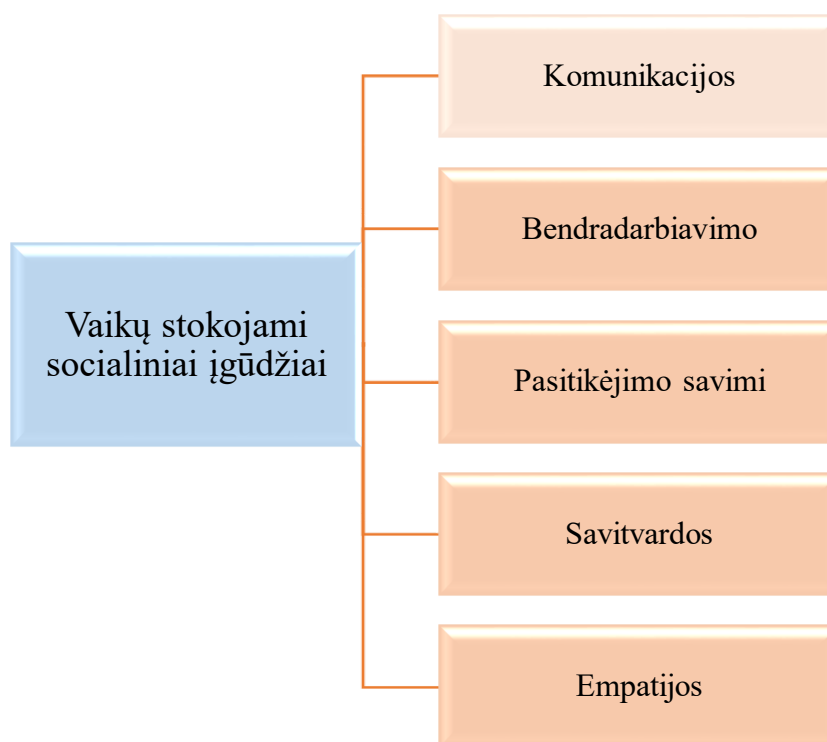 Komunikacijos
Bendradarbiavimo
Vaikų stokojami
socialiniai įgūdžiai
Pasitikėjimo savimi
Savitvardos
Empatijos